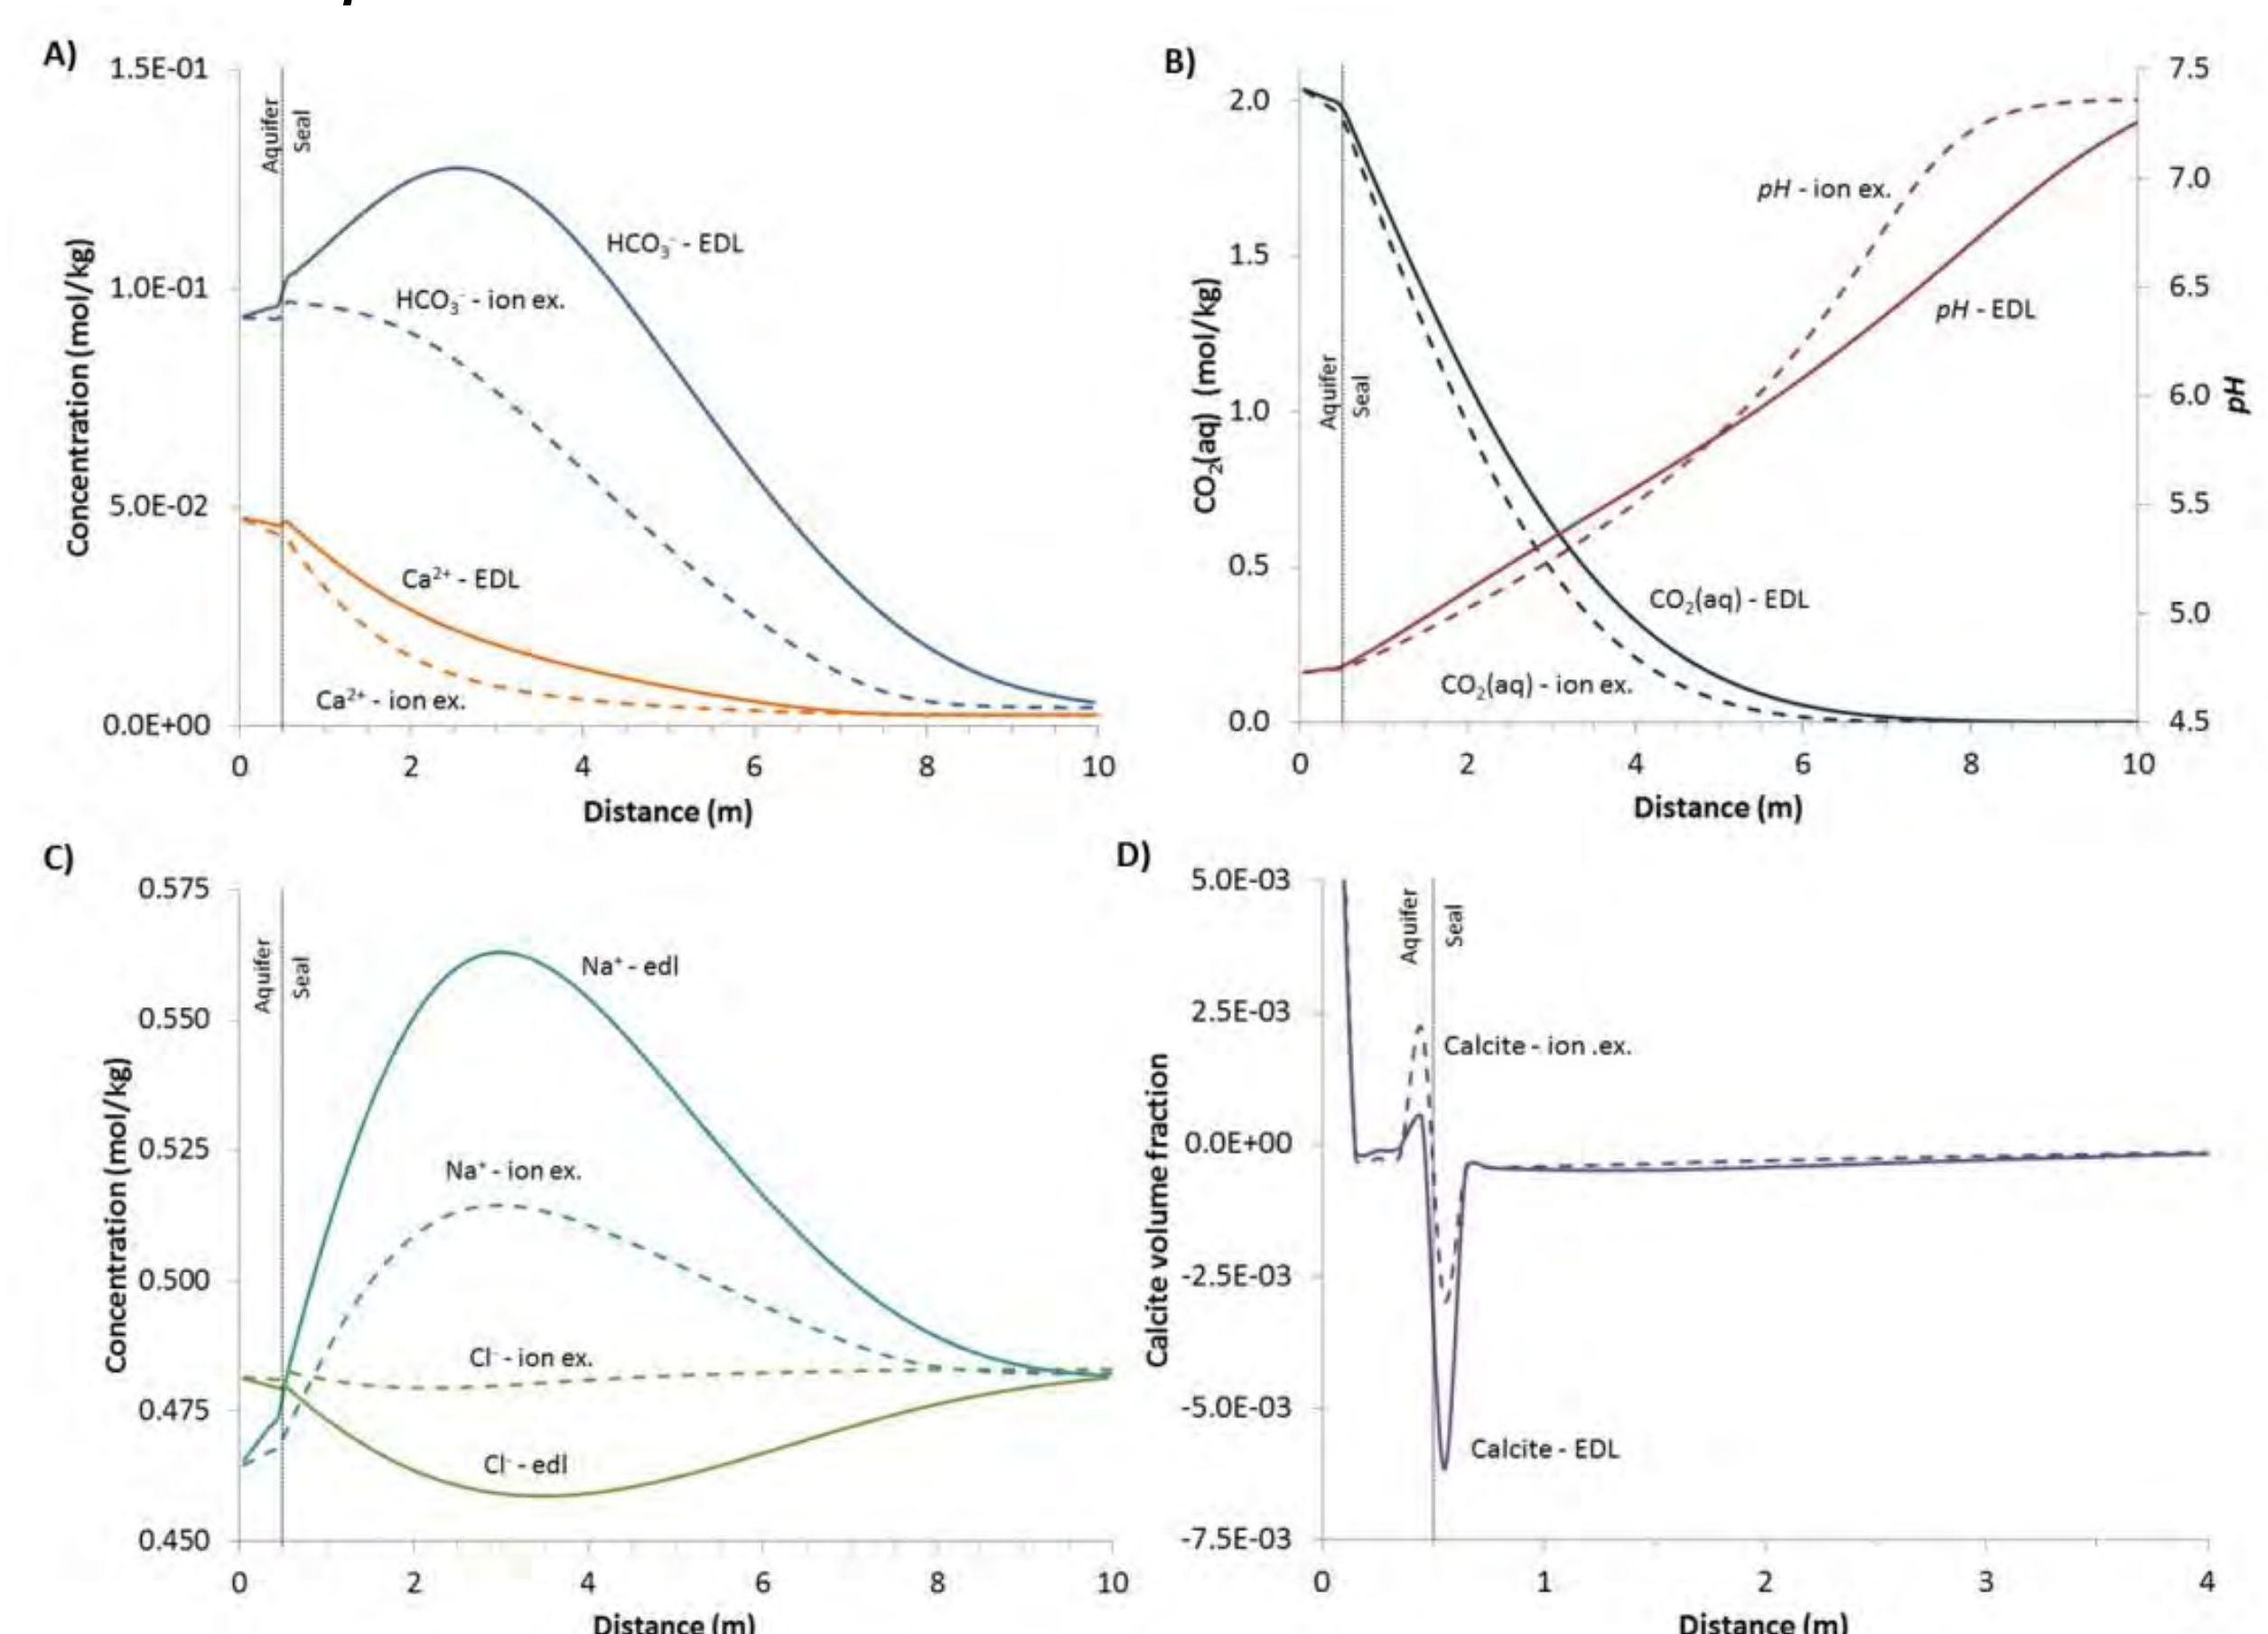 A)
1.5E-01
1.0E-01
5.0E-02
0.0E+00
Concentration (mol/kg)
Aquifer
Seal
HCO₃⁻ - EDL
HCO₃⁻ - ion ex.
Ca²⁺ - EDL
Ca²⁺ - ion ex.
0 2 4 6 8 10
Distance (m)
B)
2.0
1.5
1.0
0.5
0.0
CO₂(aq) (mol/kg)
Aquifer
Seal
pH - ion ex.
pH - EDL
CO₂(aq) - EDL
CO₂(aq) - ion ex.
7.5
7.0
6.5
6.0
5.5
5.0
4.5
pH
0 2 4 6 8 10
Distance (m)
C)
0.575
0.550
0.525
0.500
0.475
0.450
Concentration (mol/kg)
Aquifer
Seal
Na⁺ - edl
Na⁺ - ion ex.
Cl⁻ - ion ex.
Cl⁻ - edl
0 2 4 6 8 10
Distance (m)
D)
5.0E-03
2.5E-03
0.0E+00
-2.5E-03
-5.0E-03
-7.5E-03
Calcite volume fraction
Aquifer
Seal
Calcite - ion .ex.
Calcite - EDL
0 1 2 3 4
Distance (m)